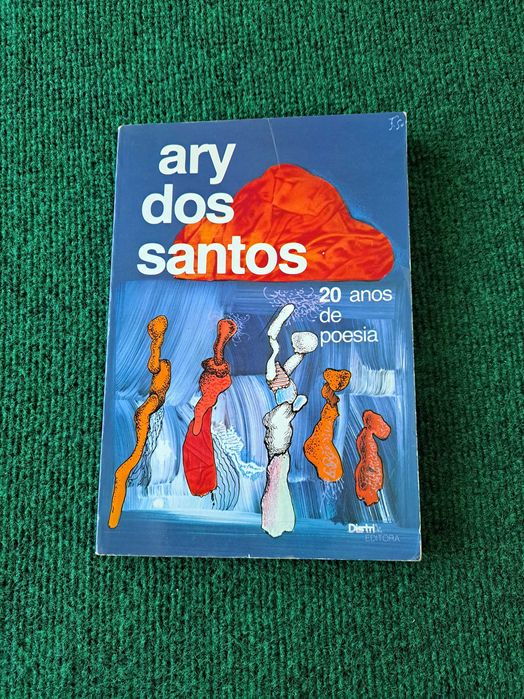 ary
dos
santos
20 anos
de
poesia
Distri
EDITORA